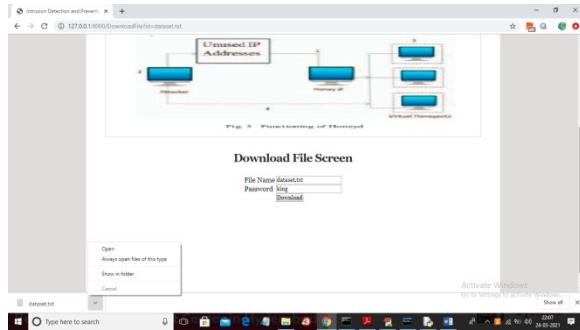 Intrusion Detection and Preventi
127.0.0.1:8000/DownloadFile?id=dataset.txt
Unused IP
Addresses
Attacker
Honey d
Virtual Honeypots
Fig. 3 Functioning of Honeyd
Download File Screen
File Name dataset.txt
Password king
Download
Open
Always open files of this type
Show in folder
Cancel
Activate Windows
Go to Settings to activate Windows.
dataset.txt
Show all
Type here to search
22:07
24-01-2021